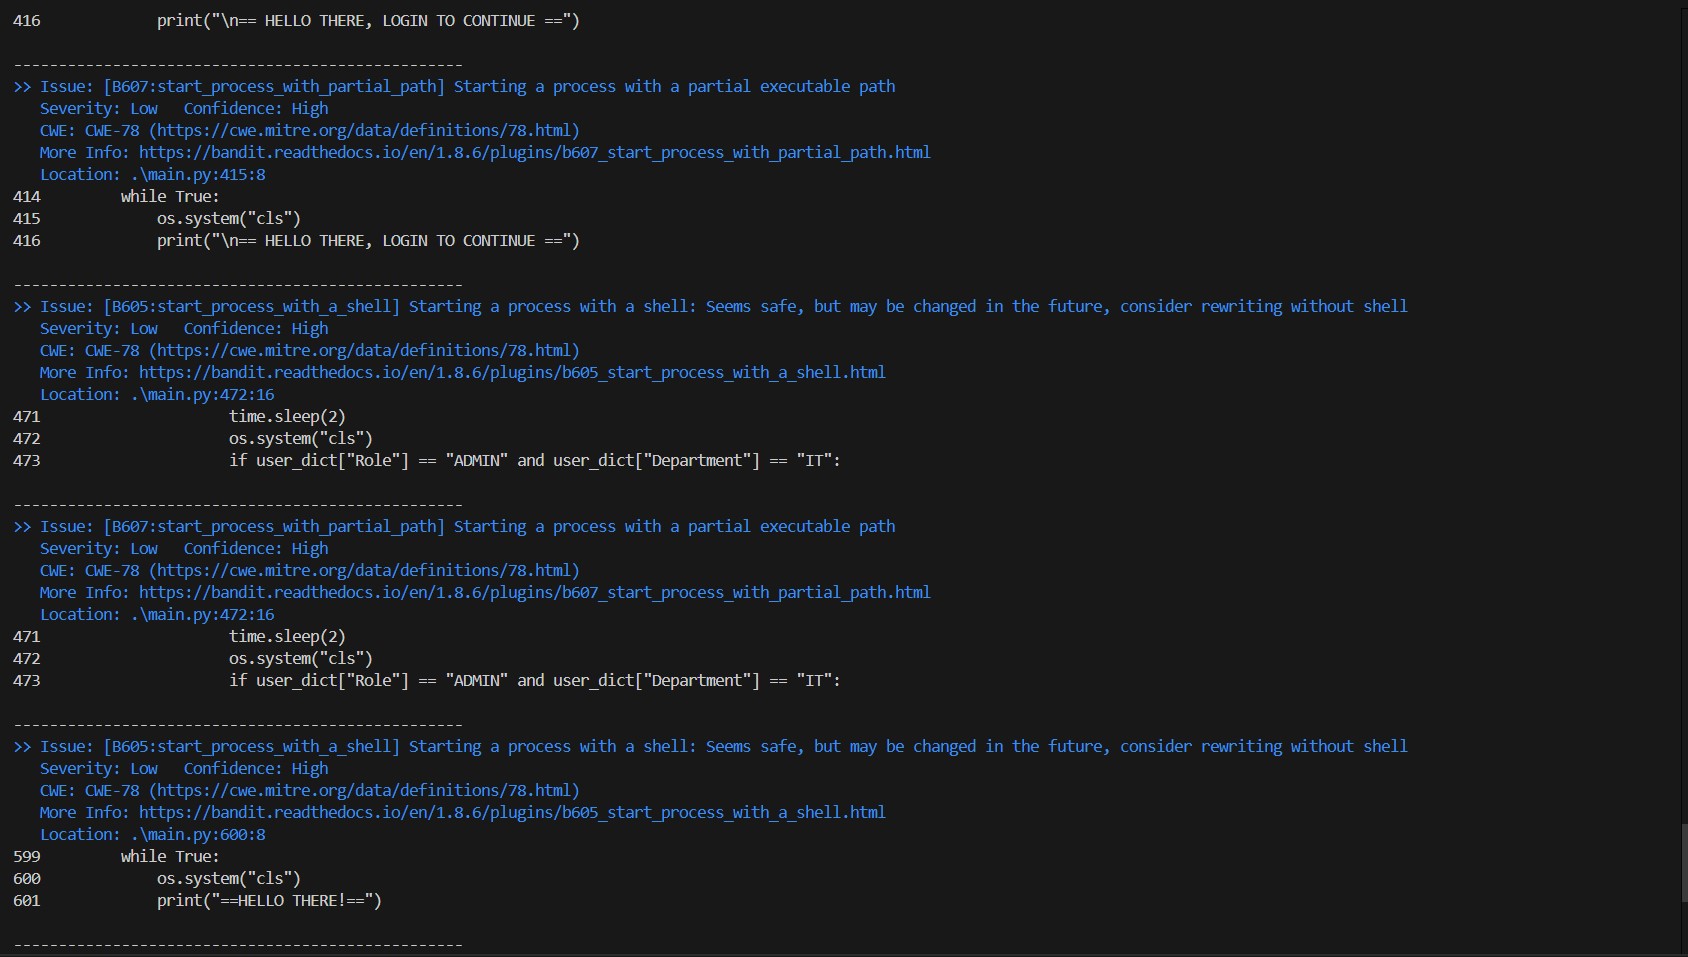 416             print("\n== HELLO THERE, LOGIN TO CONTINUE ==")
--------------------------------------------------
>> Issue: [B607:start_process_with_partial_path] Starting a process with a partial executable path
   Severity: Low   Confidence: High
   CWE: CWE-78 (https://cwe.mitre.org/data/definitions/78.html)
   More Info: https://bandit.readthedocs.io/en/1.8.6/plugins/b607_start_process_with_partial_path.html
   Location: .\main.py:415:8
414         while True:
415             os.system("cls")
416             print("\n== HELLO THERE, LOGIN TO CONTINUE ==")
--------------------------------------------------
>> Issue: [B605:start_process_with_a_shell] Starting a process with a shell: Seems safe, but may be changed in the future, consider rewriting without shell
   Severity: Low   Confidence: High
   CWE: CWE-78 (https://cwe.mitre.org/data/definitions/78.html)
   More Info: https://bandit.readthedocs.io/en/1.8.6/plugins/b605_start_process_with_a_shell.html
   Location: .\main.py:472:16
471                     time.sleep(2)
472                     os.system("cls")
473                     if user_dict["Role"] == "ADMIN" and user_dict["Department"] == "IT":
--------------------------------------------------
>> Issue: [B607:start_process_with_partial_path] Starting a process with a partial executable path
   Severity: Low   Confidence: High
   CWE: CWE-78 (https://cwe.mitre.org/data/definitions/78.html)
   More Info: https://bandit.readthedocs.io/en/1.8.6/plugins/b607_start_process_with_partial_path.html
   Location: .\main.py:472:16
471                     time.sleep(2)
472                     os.system("cls")
473                     if user_dict["Role"] == "ADMIN" and user_dict["Department"] == "IT":
--------------------------------------------------
>> Issue: [B605:start_process_with_a_shell] Starting a process with a shell: Seems safe, but may be changed in the future, consider rewriting without shell
   Severity: Low   Confidence: High
   CWE: CWE-78 (https://cwe.mitre.org/data/definitions/78.html)
   More Info: https://bandit.readthedocs.io/en/1.8.6/plugins/b605_start_process_with_a_shell.html
   Location: .\main.py:600:8
599         while True:
600             os.system("cls")
601             print("==HELLO THERE!==")
--------------------------------------------------